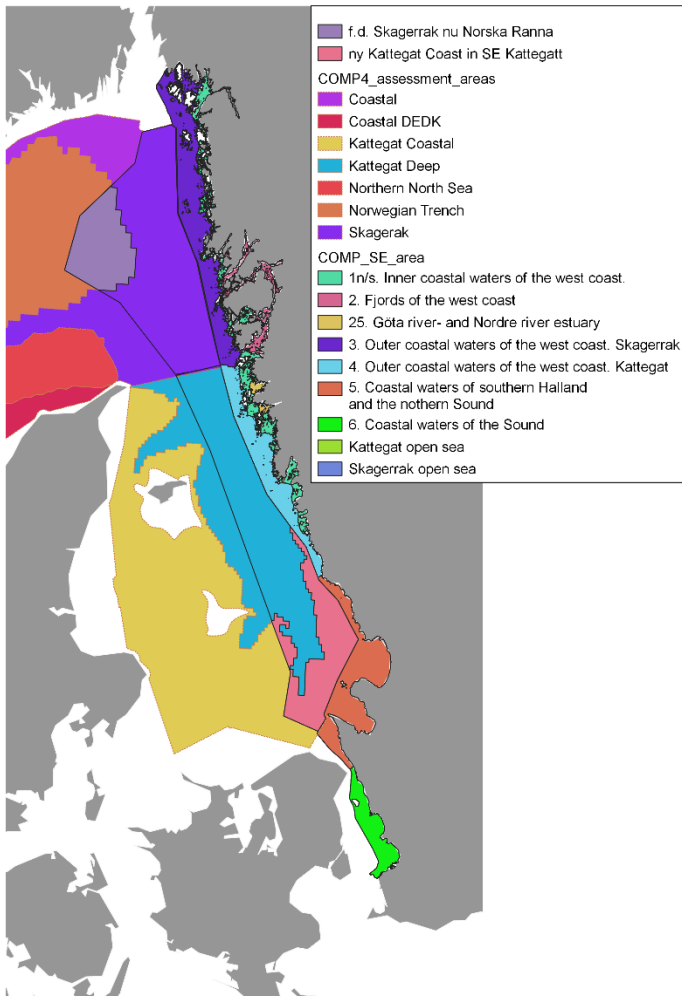 f.d. Skagerrak nu Norska Ranna
ny Kattegat Coast in SE Kattegatt
COMP4_assessment_areas
Coastal
Coastal DEDK
Kattegat Coastal
Kattegat Deep
Northern North Sea
Norwegian Trench
Skagerak
COMP_SE_area
1n/s. Inner coastal waters of the west coast.
2. Fjords of the west coast
25. Göta river- and Nordre river estuary
3. Outer coastal waters of the west coast. Skagerrak
4. Outer coastal waters of the west coast. Kattegat
5. Coastal waters of southern Halland
and the nothern Sound
6. Coastal waters of the Sound
Kattegat open sea
Skagerrak open sea